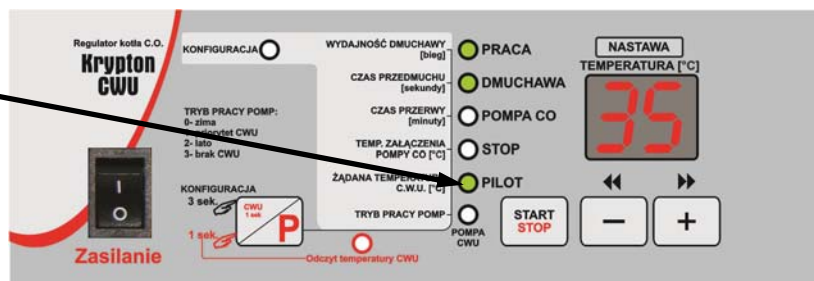 Regulator kotła C.O.
Krypton
CWU
Zasilanie
I
O
KONFIGURACJA
TRYB PRACY POMP:
0- zima
priorytet CWU
2- lato
3- brak CWU
KONFIGURACJA
3 sek.
1 sek.
CWU
1 sek
P
Odczyt temperatury CWU
WYDAJNOŚĆ DMUCHAWY
[bieg]
CZAS PRZEDMUCHU
[sekundy]
CZAS PRZERWY
[minuty]
TEMP. ZAŁĄCZENIA
POMPY CO [°C]
ŻĄDANA TEMPERATURA
C.W.U. [°C]
TRYB PRACY POMP
PRACA
DMUCHAWA
POMPA CO
STOP
PILOT
POMPA
CWU
NASTAWA
TEMPERATURA [°C]
35
START
STOP
−
+